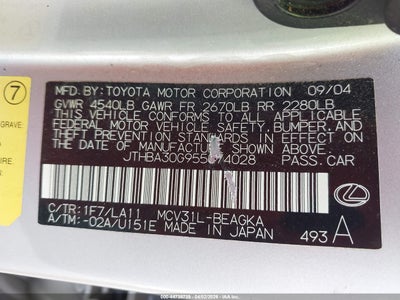 7
GRAVE
MFD BY TOYOTA MOTOR CORPORATION 09/04
GVWR 4540LB GAWR FR 2670LB RR 2280LB
THIS VEHICLE CONFORMS TO ALL APPLICABLE
FEDERAL MOTOR VEHICLE SAFETY, BUMPER, AND
THEFT PREVENTION STANDARDS IN EFFECT ON
THE DATE OF MANUFACTURE SHOWN ABOVE.
PASS.CAR
C/TR: 1F7/LA11 MCV31L-BEAGKA
A/TM: -02A/U151E MADE IN JAPAN
493 A